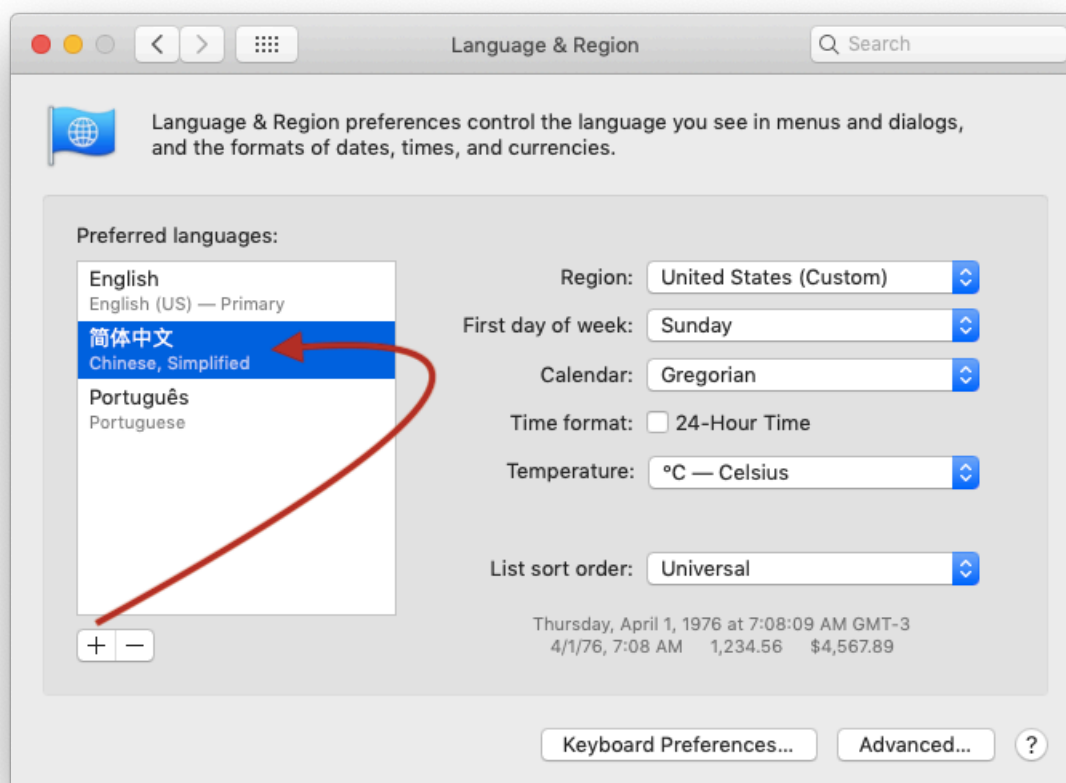 Language & Region
Search
Language & Region preferences control the language you see in menus and dialogs,
and the formats of dates, times, and currencies.
Preferred languages:
English
English (US) — Primary
简体中文
Chinese, Simplified
Português
Portuguese
+ −
Region: United States (Custom)
First day of week: Sunday
Calendar: Gregorian
Time format: 24-Hour Time
Temperature: °C — Celsius
List sort order: Universal
Thursday, April 1, 1976 at 7:08:09 AM GMT-3
4/1/76, 7:08 AM 1,234.56 $4,567.89
Keyboard Preferences... Advanced... ?